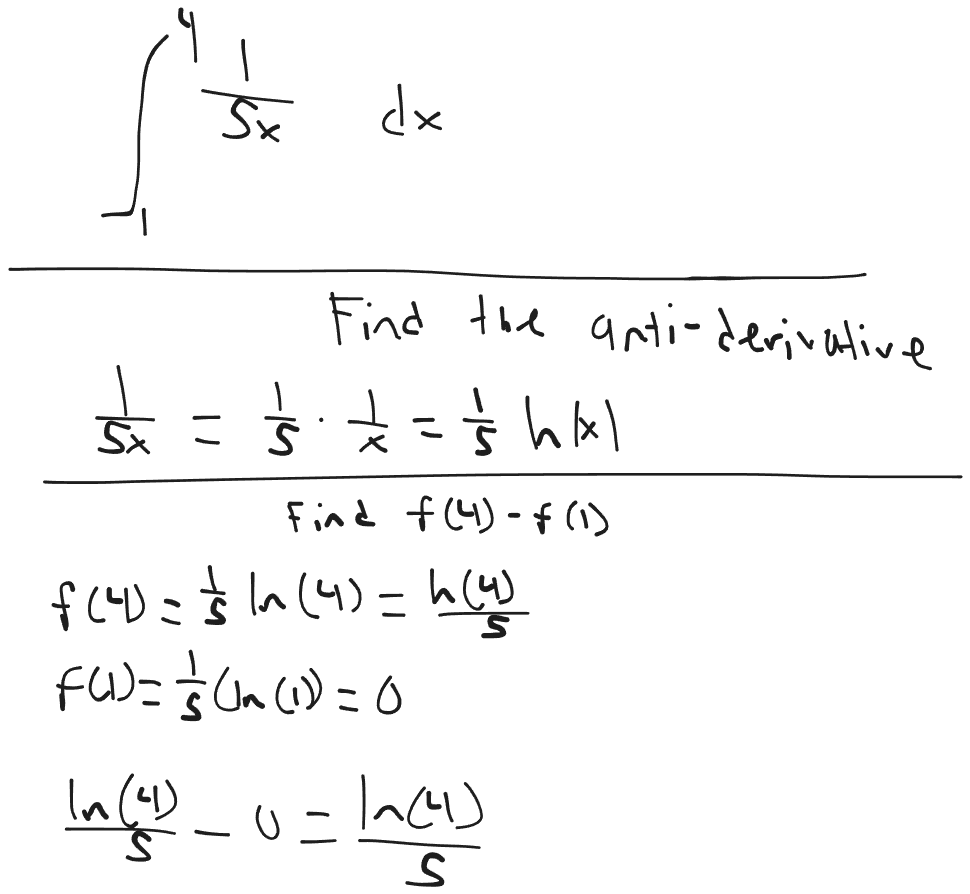 ∫₁⁴ 1/5x dx
Find the anti-derivative
1/5x = 1/5 · 1/x = 1/5 ln|x|
Find f(4) - f(1)
f(4) = 1/5 ln(4) = ln(4)/5
f(1) = 1/5 (ln(1)) = 0
ln(4)/5 - 0 = ln(4)/5